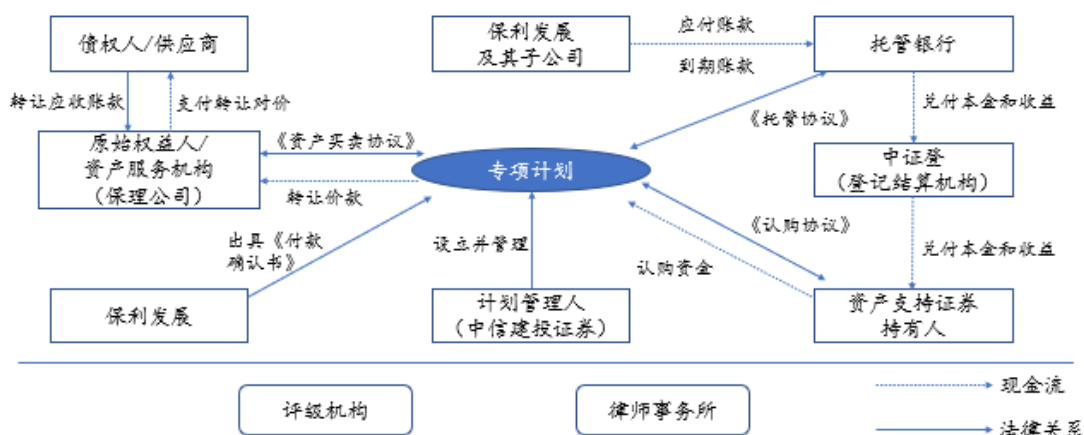 债权人/供应商
保利发展
及其子公司
应付账款
到期账款
托管银行
转让应收账款
支付转让对价
《托管协议》
兑付本金和收益
原始权益人/
资产服务机构
（保理公司）
《资产买卖协议》
转让价款
专项计划
中证登
（登记结算机构）
出具《付款
确认书》
设立并管理
《认购协议》
认购资金
兑付本金和收益
保利发展
计划管理人
（中信建投证券）
资产支持证券
持有人
评级机构
律师事务所
现金流
法律关系